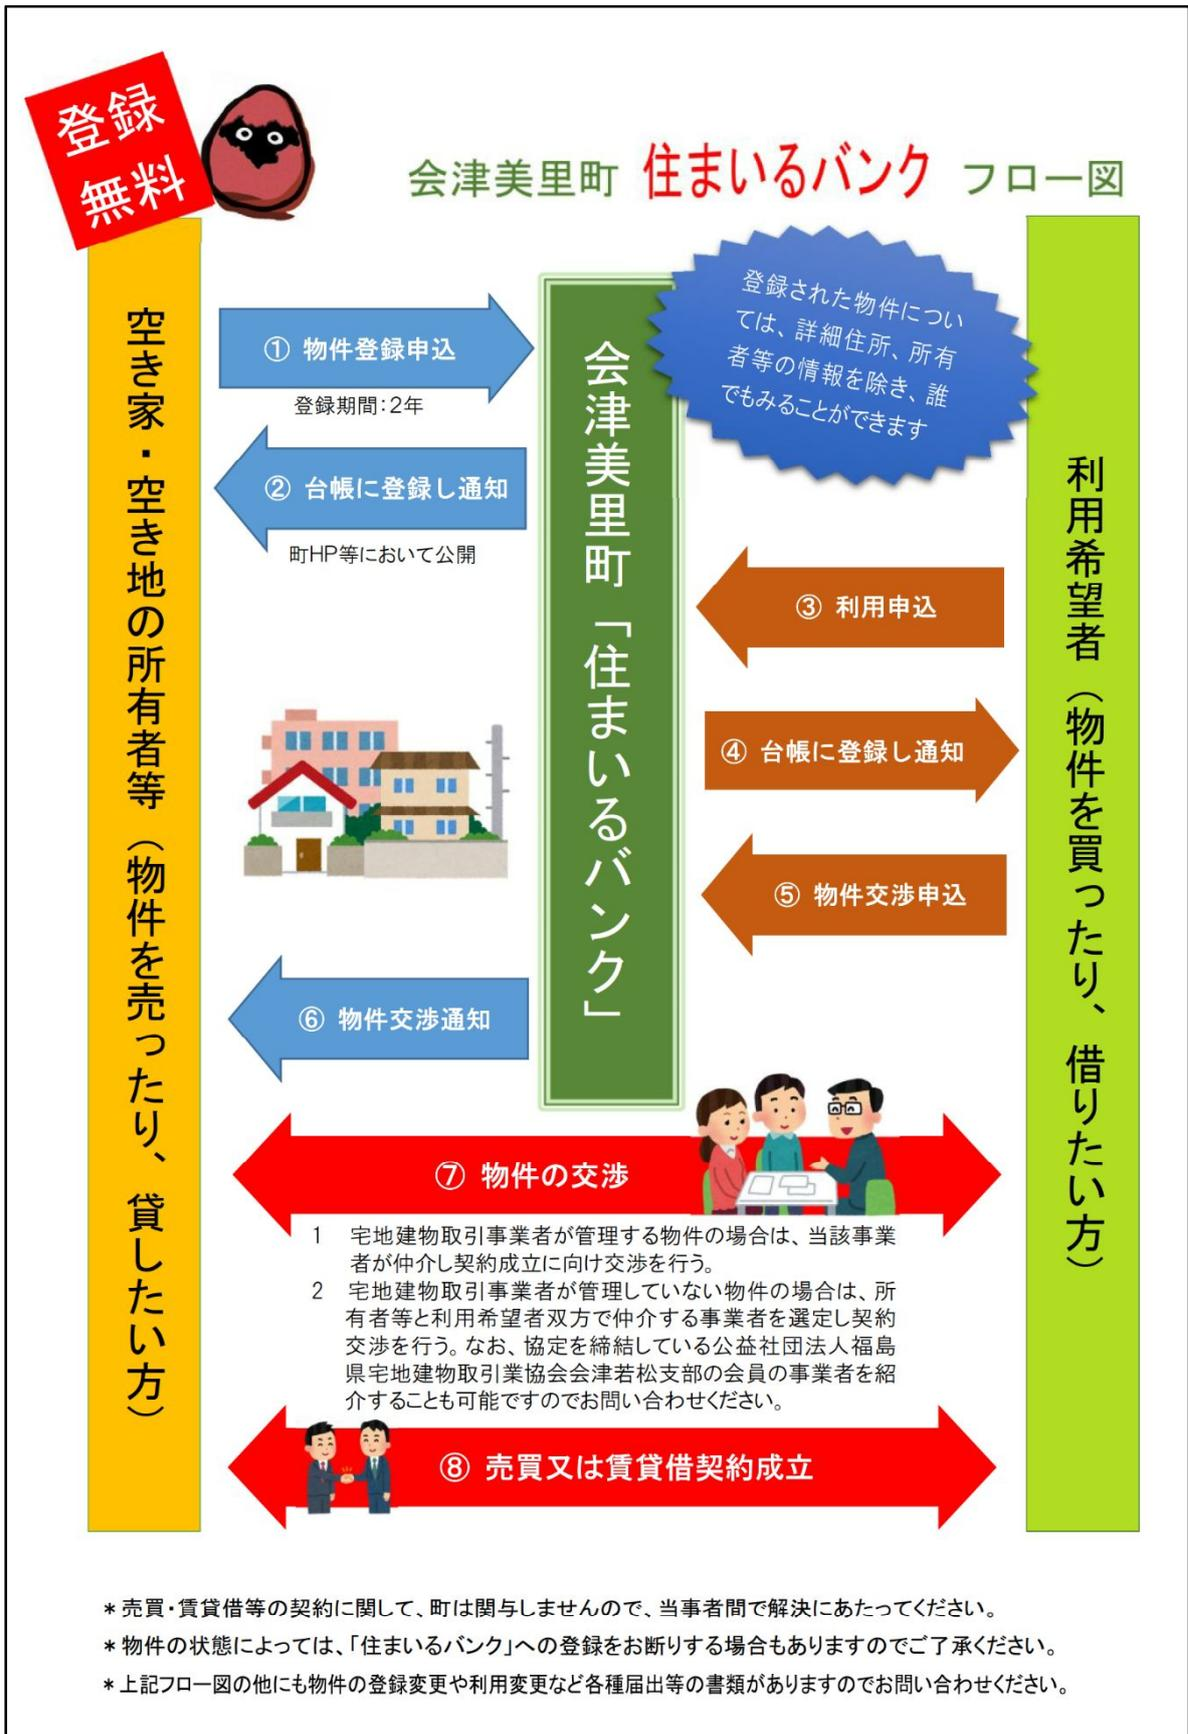 登録
無料
会津美里町 住まいるバンク フロー図
空き家・空き地の所有者等（物件を売ったり、貸したい方）
① 物件登録申込
登録期間：2年
② 台帳に登録し通知
町HP等において公開
会津美里町「住まいるバンク」
登録された物件につい
ては、詳細住所、所有
者等の情報を除き、誰
でもみることができます
利用希望者（物件を買ったり、借りたい方）
③ 利用申込
④ 台帳に登録し通知
⑤ 物件交渉申込
⑥ 物件交渉通知
⑦ 物件の交渉
1 宅地建物取引事業者が管理する物件の場合は、当該事業
者が仲介し契約成立に向け交渉を行う。
2 宅地建物取引事業者が管理していない物件の場合は、所
有者等と利用希望者双方で仲介する事業者を選定し契約
交渉を行う。なお、協定を締結している公益社団法人福島
県宅地建物取引業協会会津若松支部の会員の事業者を紹
介することも可能ですのでお問い合わせください。
⑧ 売買又は賃貸借契約成立
＊売買・賃貸借等の契約に関して、町は関与しませんので、当事者間で解決にあたってください。
＊物件の状態によっては、「住まいるバンク」への登録をお断りする場合もありますのでご了承ください。
＊上記フロー図の他にも物件の登録変更や利用変更など各種届出等の書類がありますのでお問い合わせください。